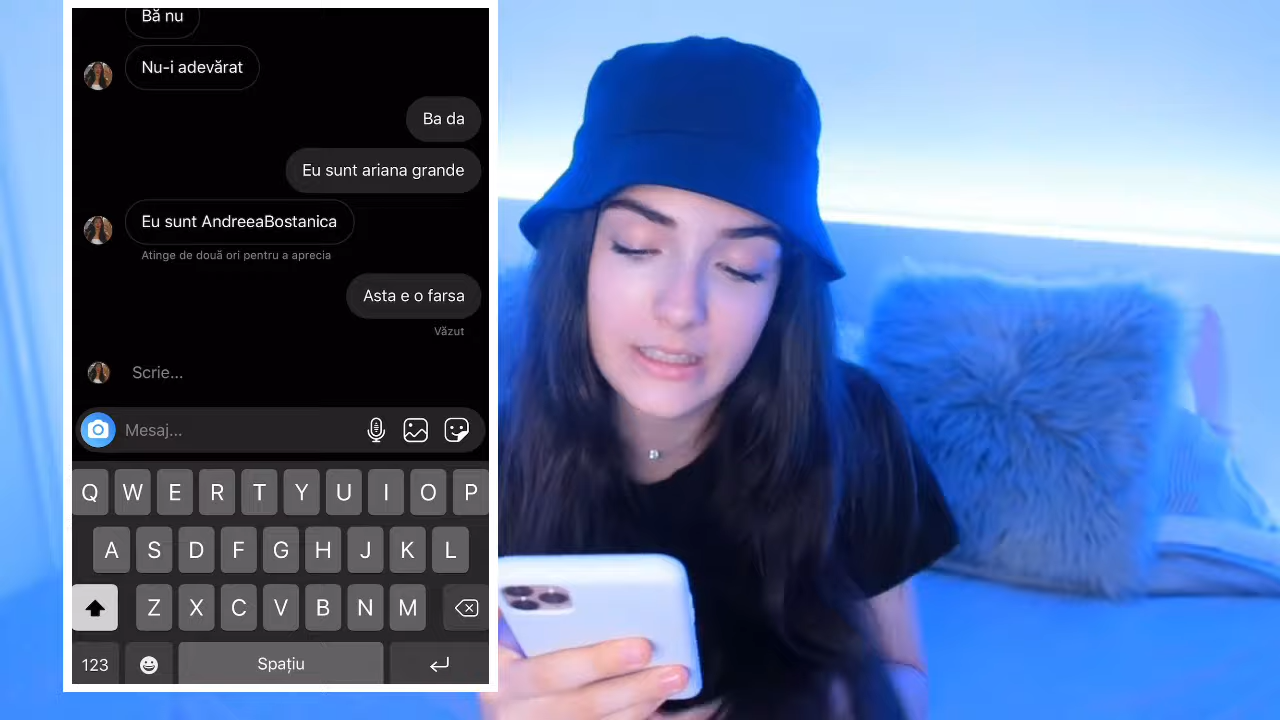 Bă nu
Nu-i adevărat
Ba da
Eu sunt ariana grande
Eu sunt AndreeaBostanica
Atinge de două ori pentru a aprecia
Asta e o farsa
Văzut
Scrie...
Mesaj...
Q W E R T Y U I O P
A S D F G H J K L
Z X C V B N M
123 Spațiu